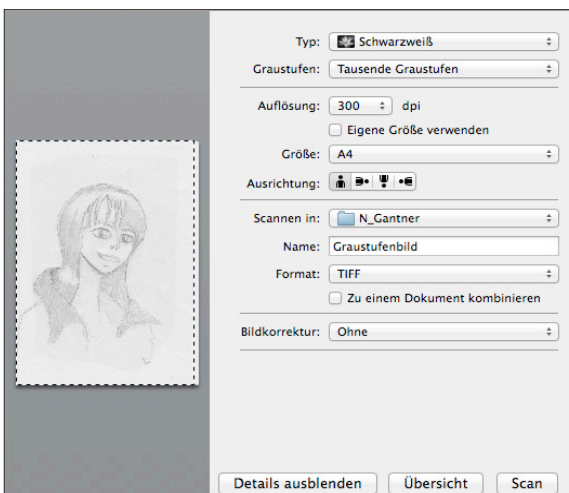 Typ: Schwarzweiß
Graustufen: Tausende Graustufen
Auflösung: 300 dpi
Eigene Größe verwenden
Größe: A4
Ausrichtung:
Scannen in: N_Gantner
Name: Graustufenbild
Format: TIFF
Zu einem Dokument kombinieren
Bildkorrektur: Ohne
Details ausblenden Übersicht Scan